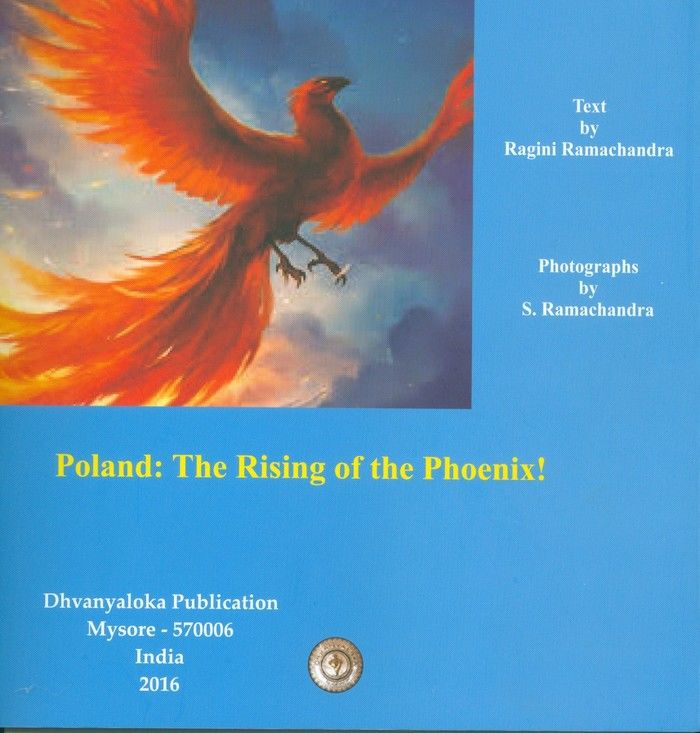 Text
by
Ragini Ramachandra
Photographs
by
S. Ramachandra
Poland: The Rising of the Phoenix!
Dhvanyaloka Publication
Mysore - 570006
India
2016